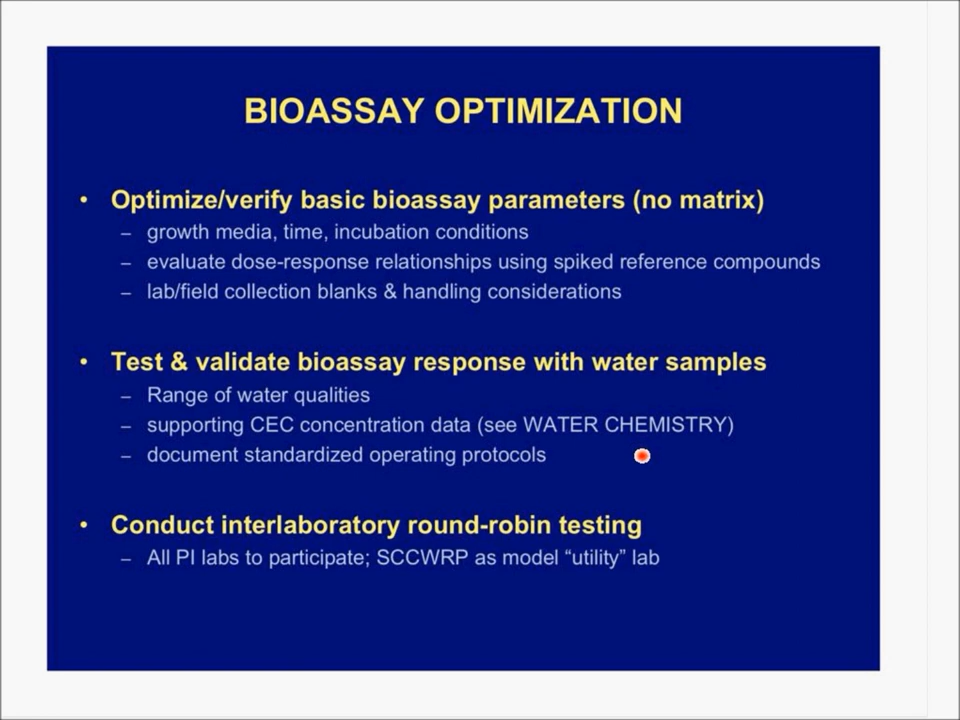 BIOASSAY OPTIMIZATION
• Optimize/verify basic bioassay parameters (no matrix)
– growth media, time, incubation conditions
– evaluate dose-response relationships using spiked reference compounds
– lab/field collection blanks & handling considerations
• Test & validate bioassay response with water samples
– Range of water qualities
– supporting CEC concentration data (see WATER CHEMISTRY)
– document standardized operating protocols
• Conduct interlaboratory round-robin testing
– All PI labs to participate; SCCWRP as model “utility” lab